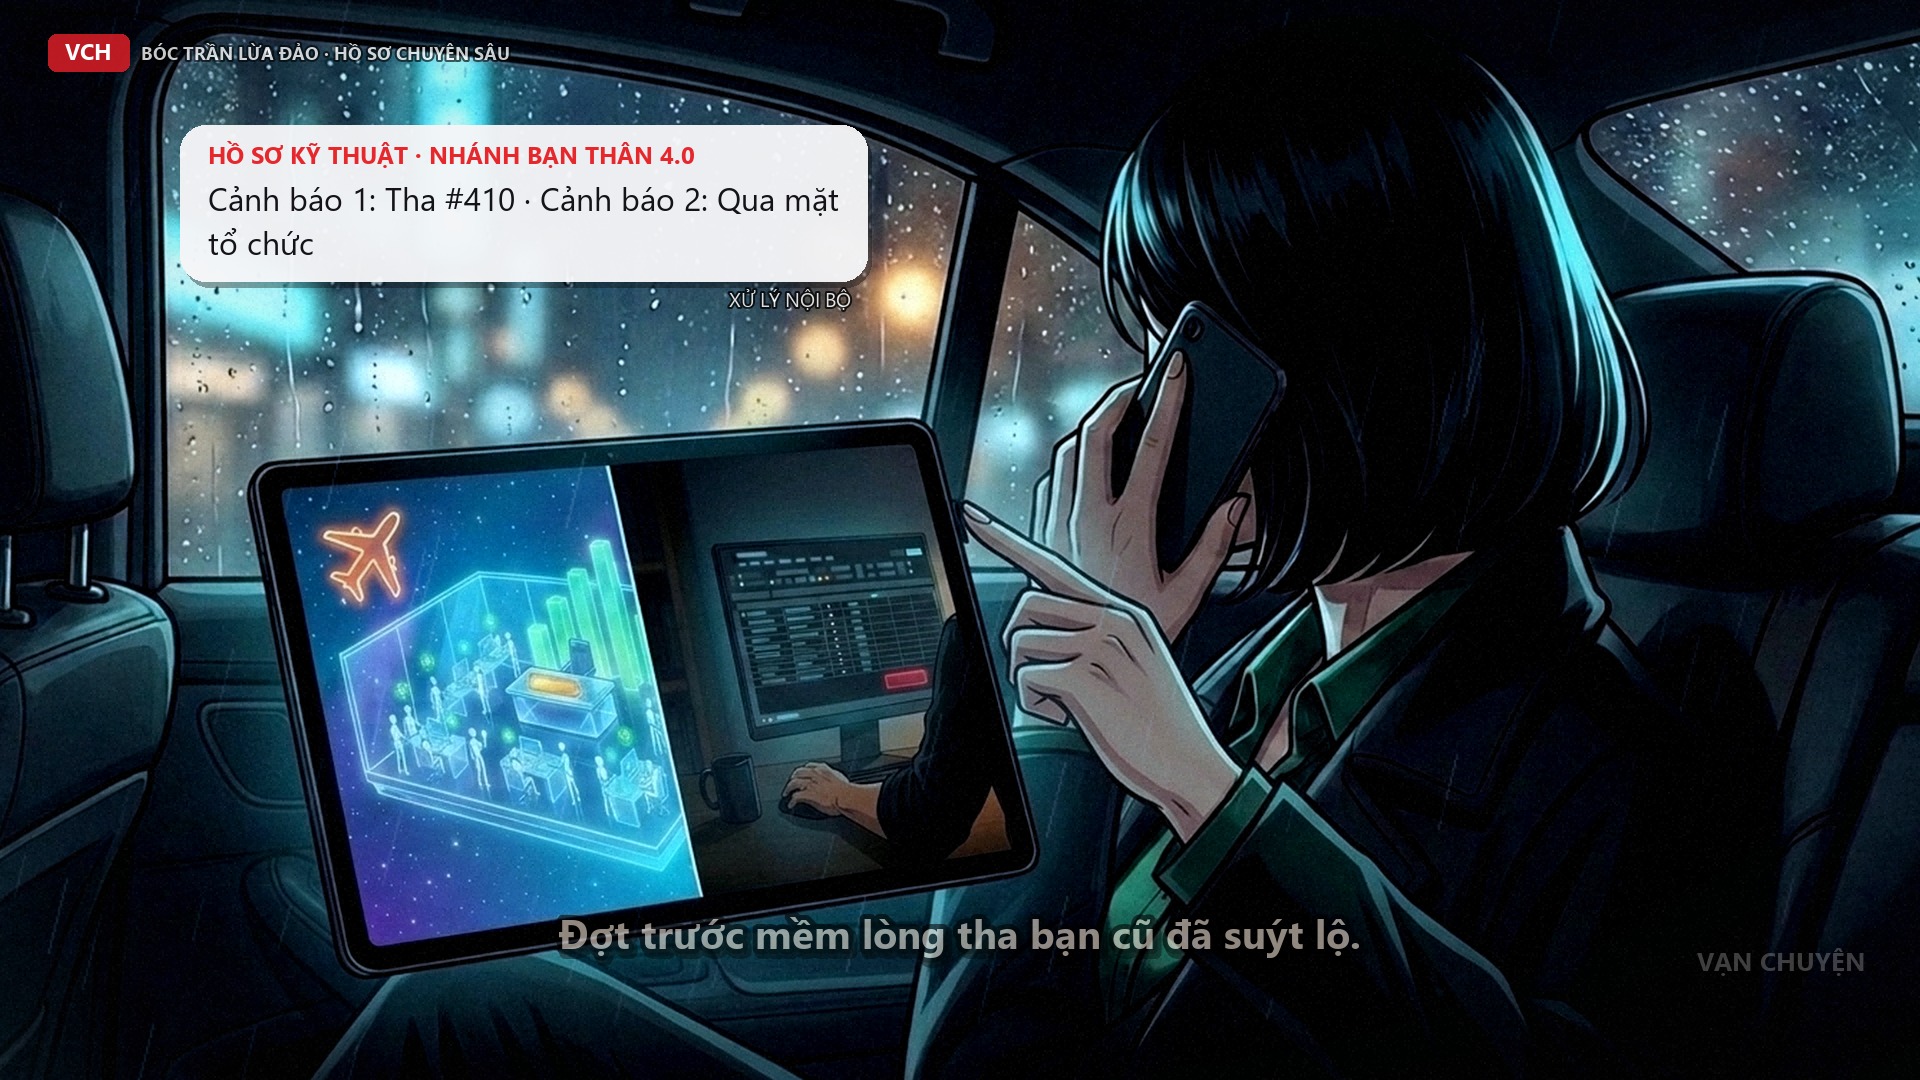 VCH BÓC TRẦN LỪA ĐẢO · HỒ SƠ CHUYÊN SÂU
HỒ SƠ KỸ THUẬT · NHÁNH BẠN THÂN 4.0
Cảnh báo 1: Tha #410 · Cảnh báo 2: Qua mặt
tổ chức
XỬ LÝ NỘI BỘ
Đợt trước mềm lòng tha bạn cũ đã suýt lộ.
VẠN CHUYỆN